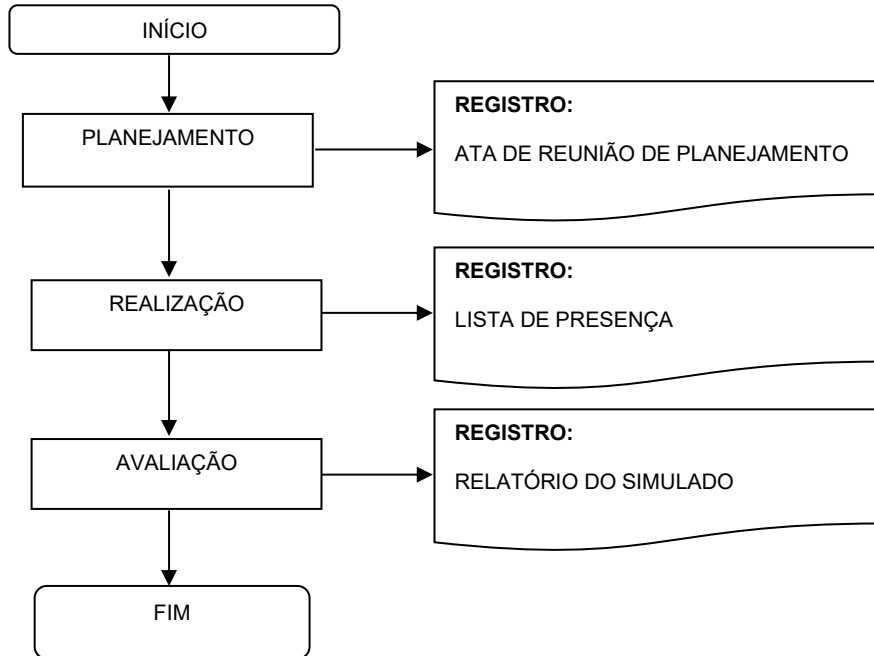 INÍCIO
PLANEJAMENTO
REGISTRO:
ATA DE REUNIÃO DE PLANEJAMENTO
REALIZAÇÃO
REGISTRO:
LISTA DE PRESENÇA
AVALIAÇÃO
REGISTRO:
RELATÓRIO DO SIMULADO
FIM